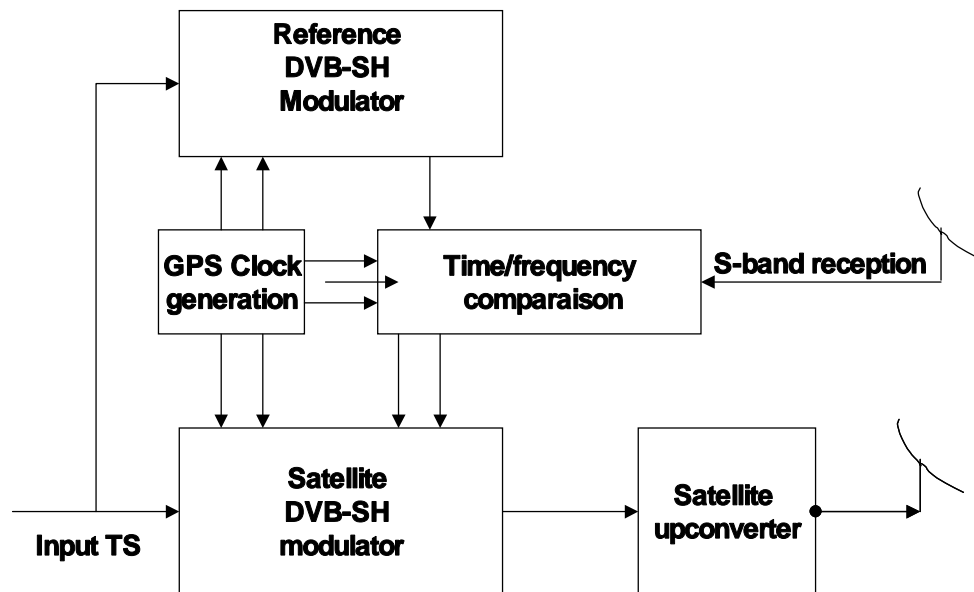 Reference
DVB-SH
Modulator
GPS Clock
generation
Time/frequency
comparaison
S-band reception
Input TS
Satellite
DVB-SH
modulator
Satellite
upconverter